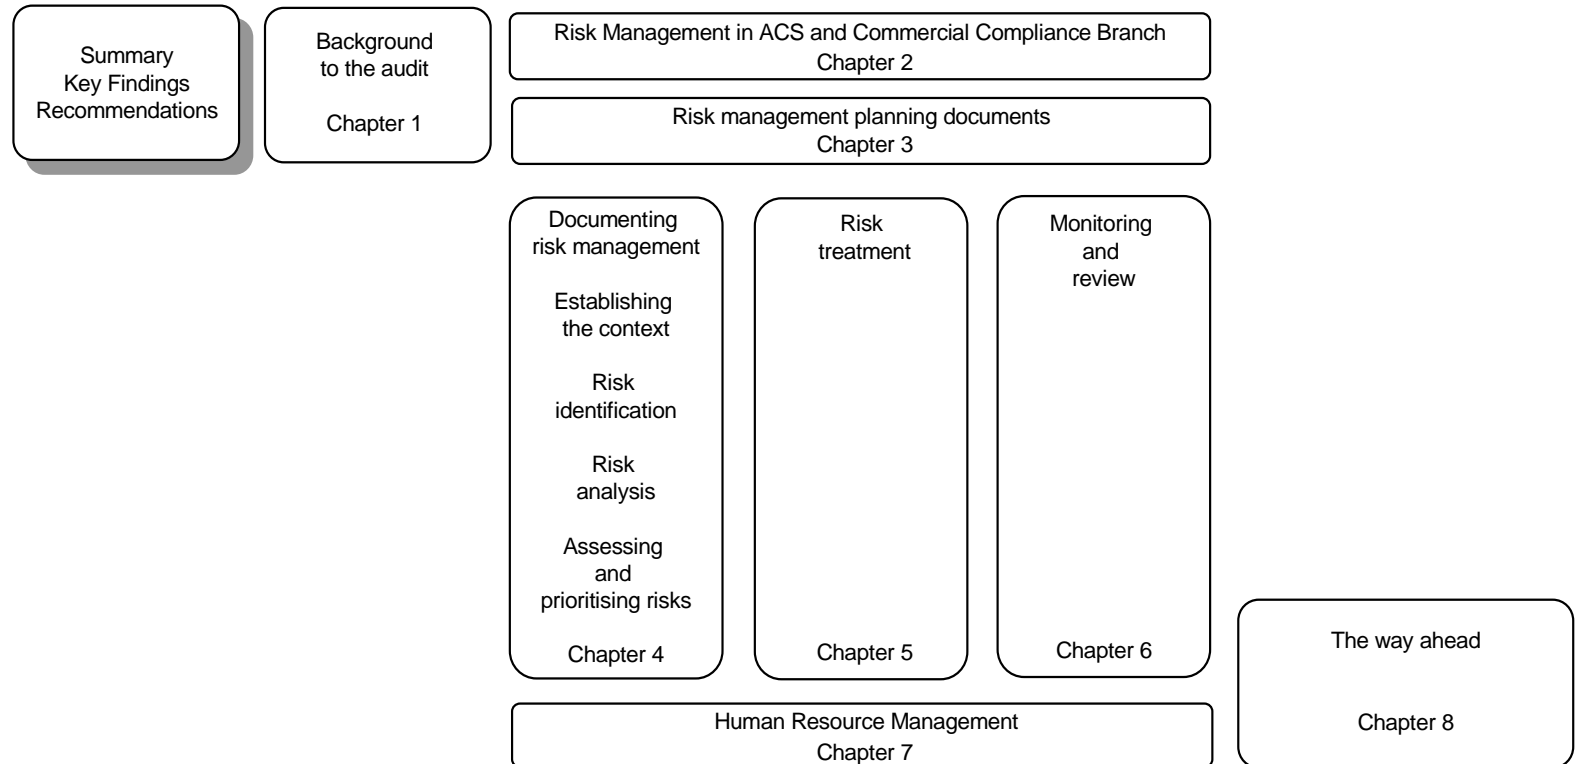 Summary
Key Findings
Recommendations
Background
to the audit
Chapter 1
Risk Management in ACS and Commercial Compliance Branch
Chapter 2
Risk management planning documents
Chapter 3
Documenting
risk management
Establishing
the context
Risk
identification
Risk
analysis
Assessing
and
prioritising risks
Chapter 4
Risk
treatment
Chapter 5
Monitoring
and
review
Chapter 6
Human Resource Management
Chapter 7
The way ahead
Chapter 8